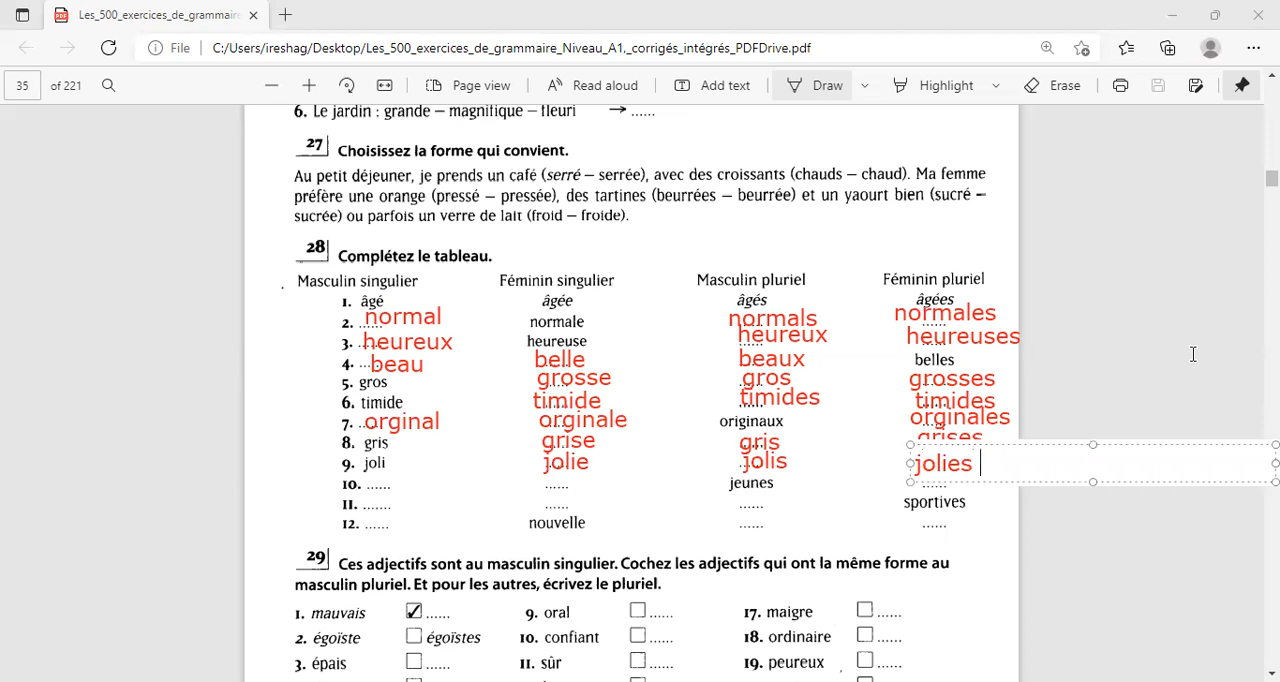 Les_500_exercices_de_grammaire
File C:/Users/ireshag/Desktop/Les_500_exercices_de_grammaire_Niveau_A1._corrigés_intégrés_PDFDrive.pdf
35 of 221 Page view Read aloud Add text Draw Highlight Erase
6. Le jardin : grande – magnifique – fleuri → ......
27 Choisissez la forme qui convient.
Au petit déjeuner, je prends un café (serré – serrée), avec des croissants (chauds – chaud). Ma femme
préfère une orange (pressé – pressée), des tartines (beurrées – beurrée) et un yaourt bien (sucré –
sucrée) ou parfois un verre de lait (froid – froide).
28 Complétez le tableau.
Masculin singulier Féminin singulier Masculin pluriel Féminin pluriel
1. âgé âgée âgés âgées
2. normal normale normals normales
3. heureux heureuse heureux heureuses
4. beau belle beaux belles
5. gros grosse gros grosses
6. timide timide timides timides
7. orginal orginale originaux orginales
8. gris grise gris grises
9. joli jolie jolis jolies
10. ...... ...... jeunes ......
11. ....... ...... ...... sportives
12. ...... nouvelle ...... ......
29 Ces adjectifs sont au masculin singulier. Cochez les adjectifs qui ont la même forme au
masculin pluriel. Et pour les autres, écrivez le pluriel.
1. mauvais ✓ ...... 9. oral ...... 17. maigre ......
2. égoïste égoïstes 10. confiant ...... 18. ordinaire ......
3. épais ...... 11. sûr ...... 19. peureux ......